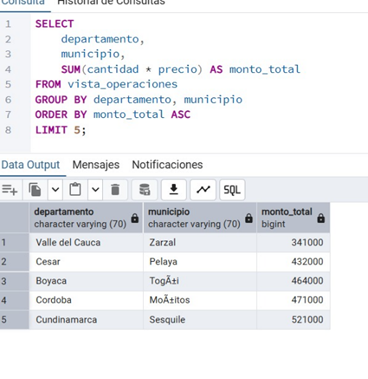 Consulta Historial de Consultas
1 SELECT
2 departamento,
3 municipio,
4 SUM(cantidad * precio) AS monto_total
5 FROM vista_operaciones
6 GROUP BY departamento, municipio
7 ORDER BY monto_total ASC
8 LIMIT 5;
Data Output Mensajes Notificaciones
SQL
departamento municipio monto_total
character varying (70) character varying (70) bigint
1 Valle del Cauca Zarzal 341000
2 Cesar Pelaya 432000
3 Boyaca TogÃ±i 464000
4 Cordoba MoÃ±itos 471000
5 Cundinamarca Sesquile 521000